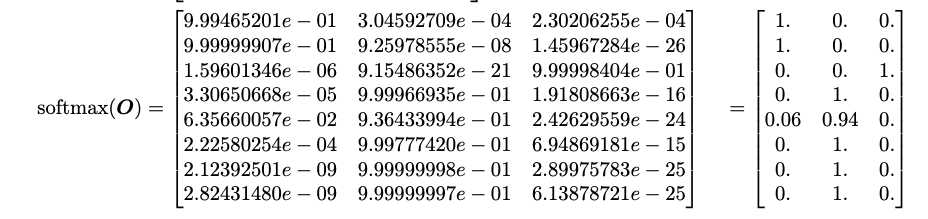 9.99465201e − 01 3.04592709e − 04 2.30206255e − 04 1. 0. 0.
9.99999907e − 01 9.25978555e − 08 1.45967284e − 26 1. 0. 0.
1.59601346e − 06 9.15486352e − 21 9.99998404e − 01 0. 0. 1.
3.30650668e − 05 9.99966935e − 01 1.91808663e − 16 0. 1. 0.
softmax(O) = 6.35660057e − 02 9.36433994e − 01 2.42629559e − 24 = 0.06 0.94 0.
2.22580254e − 04 9.99777420e − 01 6.94869181e − 15 0. 1. 0.
2.12392501e − 09 9.99999998e − 01 2.89975783e − 25 0. 1. 0.
2.82431480e − 09 9.99999997e − 01 6.13878721e − 25 0. 1. 0.